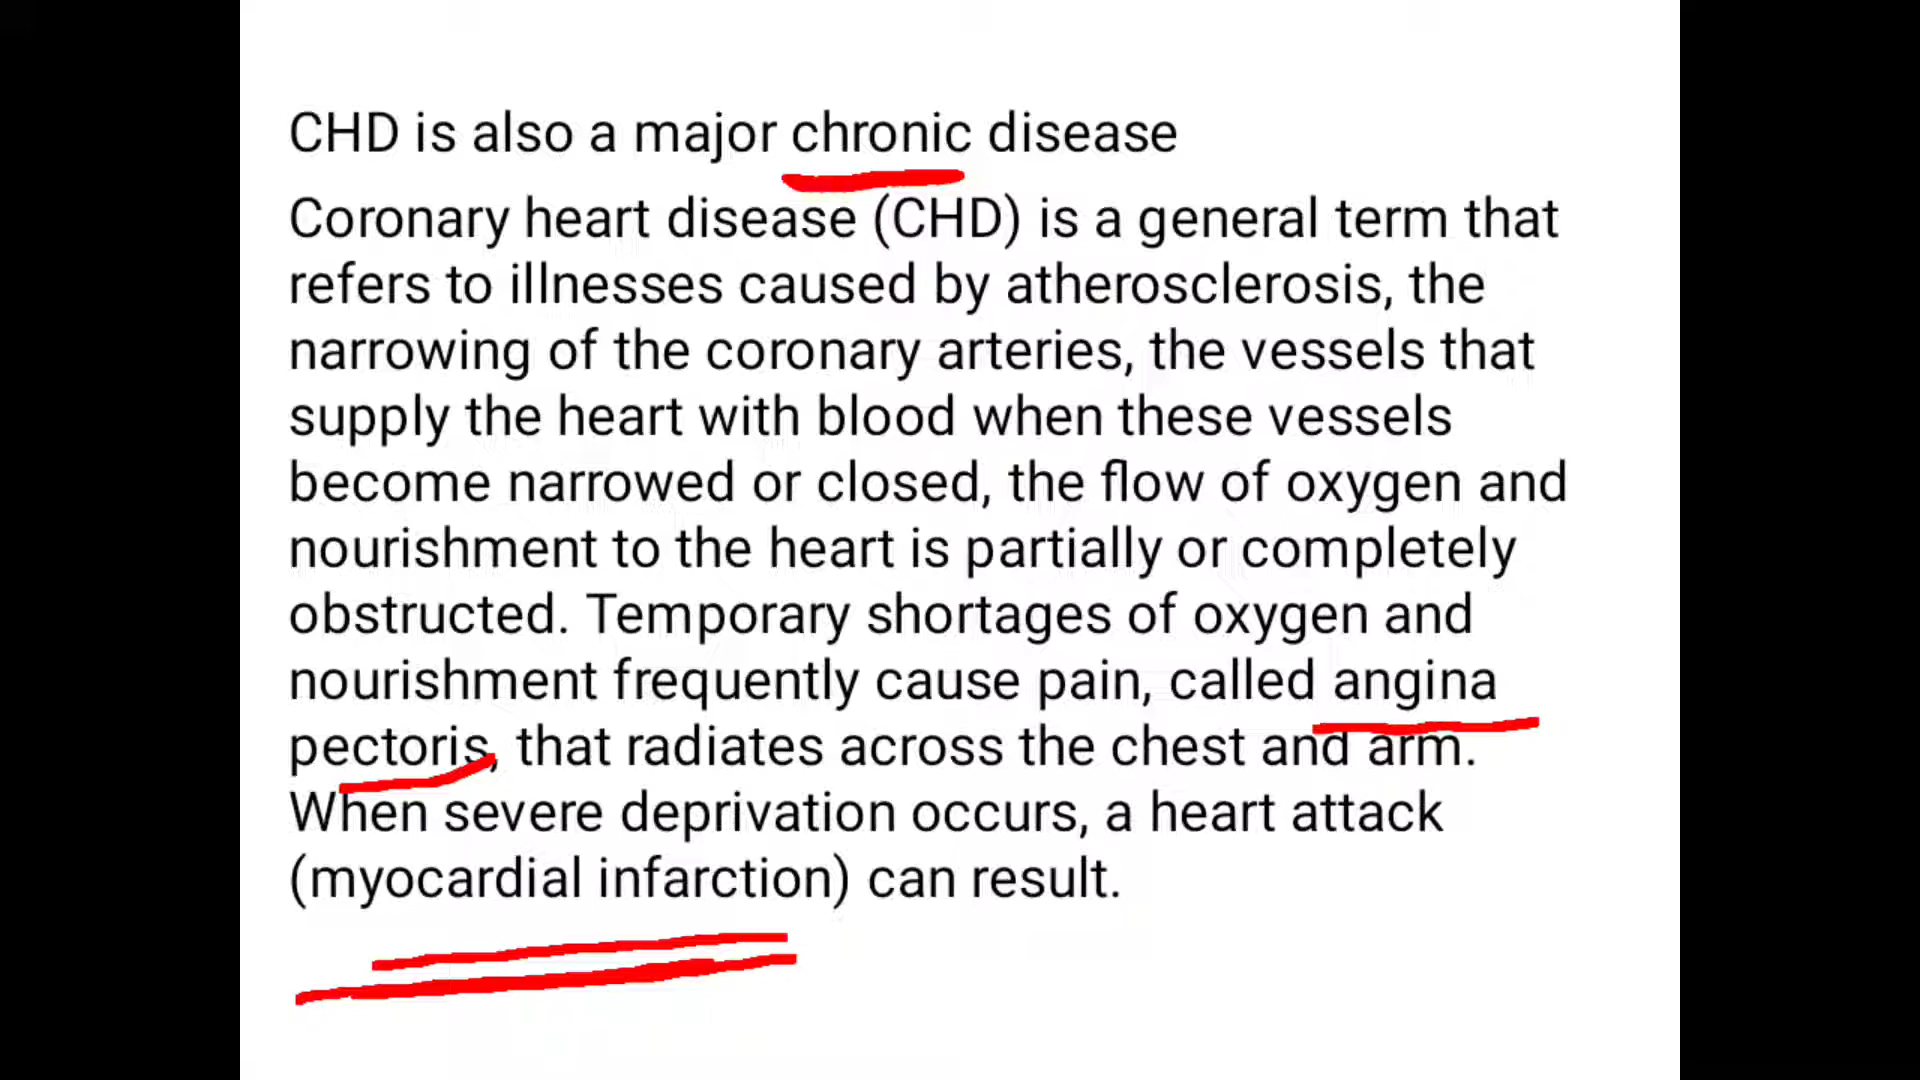 CHD is also a major chronic disease
Coronary heart disease (CHD) is a general term that
refers to illnesses caused by atherosclerosis, the
narrowing of the coronary arteries, the vessels that
supply the heart with blood when these vessels
become narrowed or closed, the flow of oxygen and
nourishment to the heart is partially or completely
obstructed. Temporary shortages of oxygen and
nourishment frequently cause pain, called angina
pectoris, that radiates across the chest and arm.
When severe deprivation occurs, a heart attack
(myocardial infarction) can result.